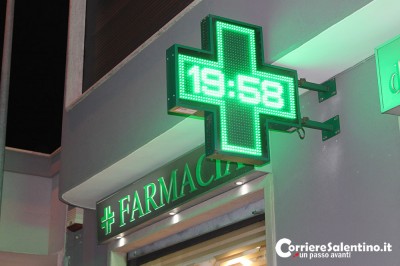 19:58
FARMACIA
CorriereSalentino.it
un passo avanti